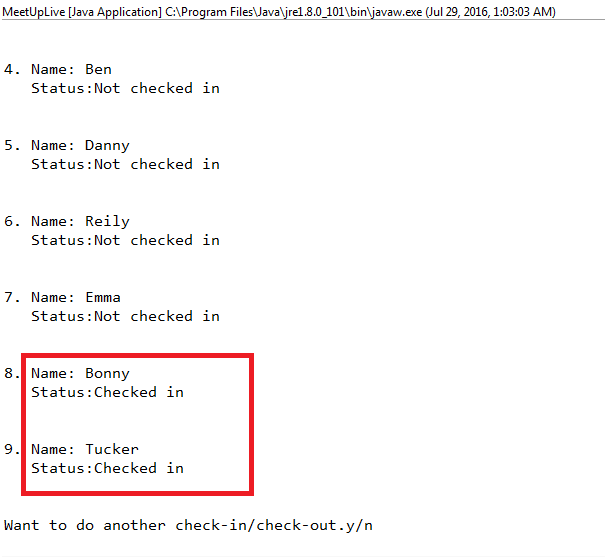 MeetUpLive [Java Application] C:\Program Files\Java\jre1.8.0_101\bin\javaw.exe (Jul 29, 2016, 1:03:03 AM)
4. Name: Ben
Status:Not checked in
5. Name: Danny
Status:Not checked in
6. Name: Reily
Status:Not checked in
7. Name: Emma
Status:Not checked in
8. Name: Bonny
Status:Checked in
9. Name: Tucker
Status:Checked in
Want to do another check-in/check-out.y/n